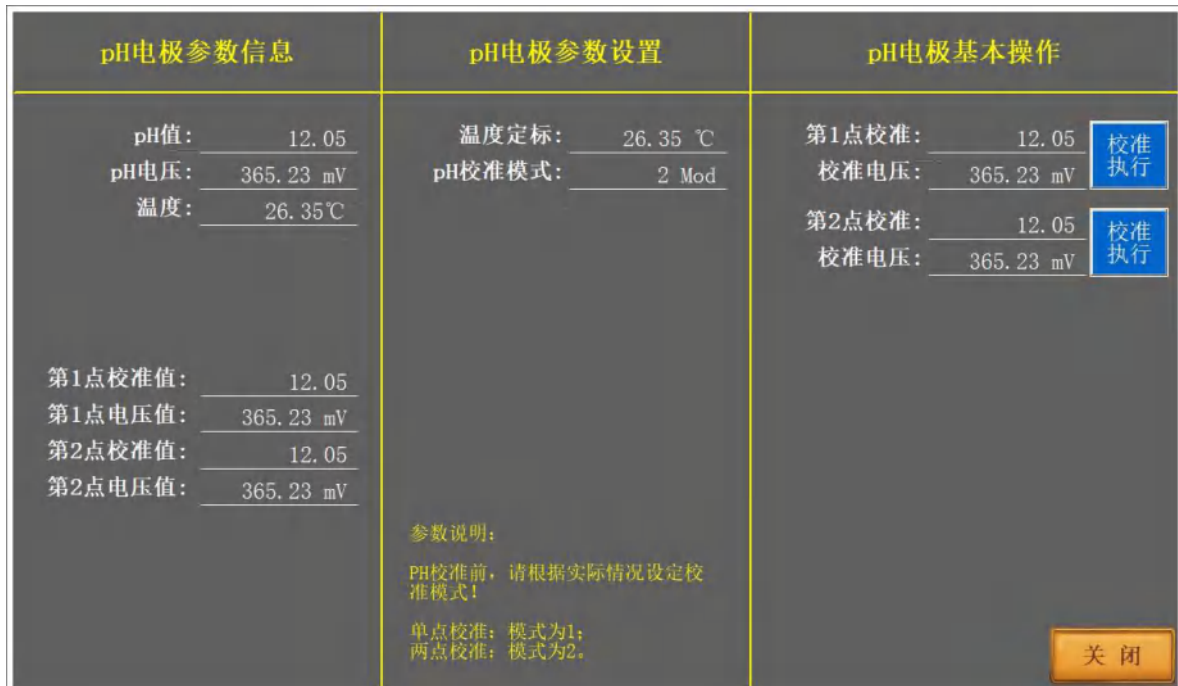 pH电极参数信息
pH值: 12.05
pH电压: 365.23 mV
温度: 26.35℃
第1点校准值: 12.05
第1点电压值: 365.23 mV
第2点校准值: 12.05
第2点电压值: 365.23 mV
pH电极参数设置
温度定标: 26.35 ℃
pH校准模式: 2 Mod
参数说明:
PH校准前，请根据实际情况设定校
准模式！
单点校准: 模式为1;
两点校准: 模式为2。
pH电极基本操作
第1点校准: 12.05
校准电压: 365.23 mV
校准
执行
第2点校准: 12.05
校准电压: 365.23 mV
校准
执行
关 闭